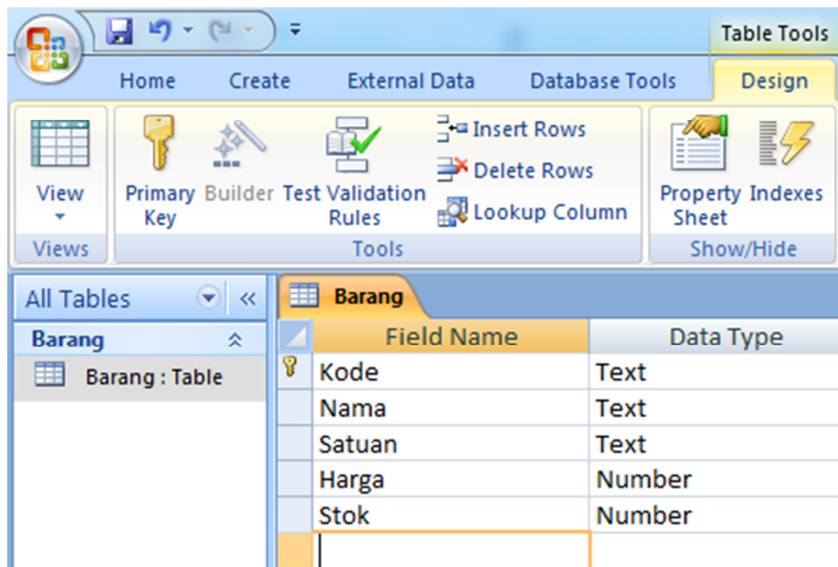 Table Tools
Home Create External Data Database Tools Design
View
Primary Key
Builder
Test Validation Rules
Insert Rows
Delete Rows
Lookup Column
Property Sheet
Indexes
Views Tools Show/Hide
All Tables
Barang
Barang : Table
Barang
Field Name Data Type
Kode Text
Nama Text
Satuan Text
Harga Number
Stok Number